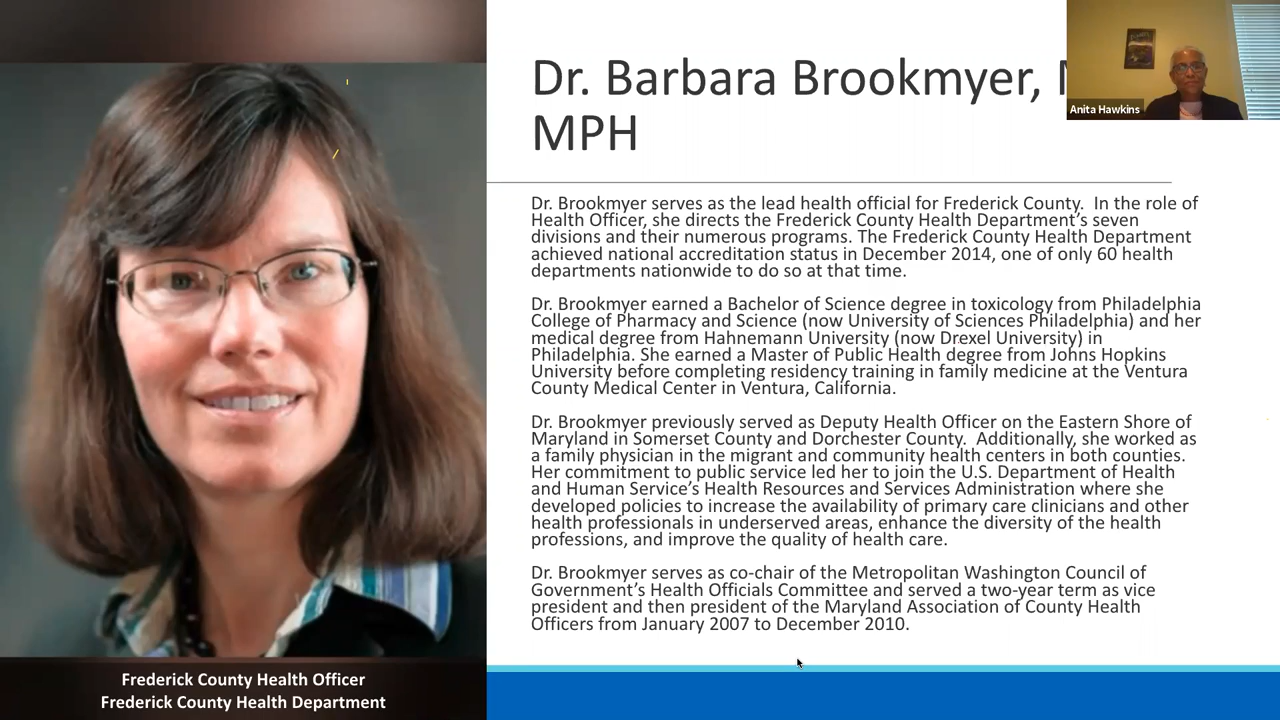 Dr. Barbara Brookmyer,
MPH
Anita Hawkins
Dr. Brookmyer serves as the lead health official for Frederick County.  In the role of
Health Officer, she directs the Frederick County Health Department’s seven
divisions and their numerous programs. The Frederick County Health Department
achieved national accreditation status in December 2014, one of only 60 health
departments nationwide to do so at that time.
Dr. Brookmyer earned a Bachelor of Science degree in toxicology from Philadelphia
College of Pharmacy and Science (now University of Sciences Philadelphia) and her
medical degree from Hahnemann University (now Drexel University) in
Philadelphia. She earned a Master of Public Health degree from Johns Hopkins
University before completing residency training in family medicine at the Ventura
County Medical Center in Ventura, California.
Dr. Brookmyer previously served as Deputy Health Officer on the Eastern Shore of
Maryland in Somerset County and Dorchester County.  Additionally, she worked as
a family physician in the migrant and community health centers in both counties.
Her commitment to public service led her to join the U.S. Department of Health
and Human Service’s Health Resources and Services Administration where she
developed policies to increase the availability of primary care clinicians and other
health professionals in underserved areas, enhance the diversity of the health
professions, and improve the quality of health care.
Dr. Brookmyer serves as co-chair of the Metropolitan Washington Council of
Government’s Health Officials Committee and served a two-year term as vice
president and then president of the Maryland Association of County Health
Officers from January 2007 to December 2010.
Frederick County Health Officer
Frederick County Health Department